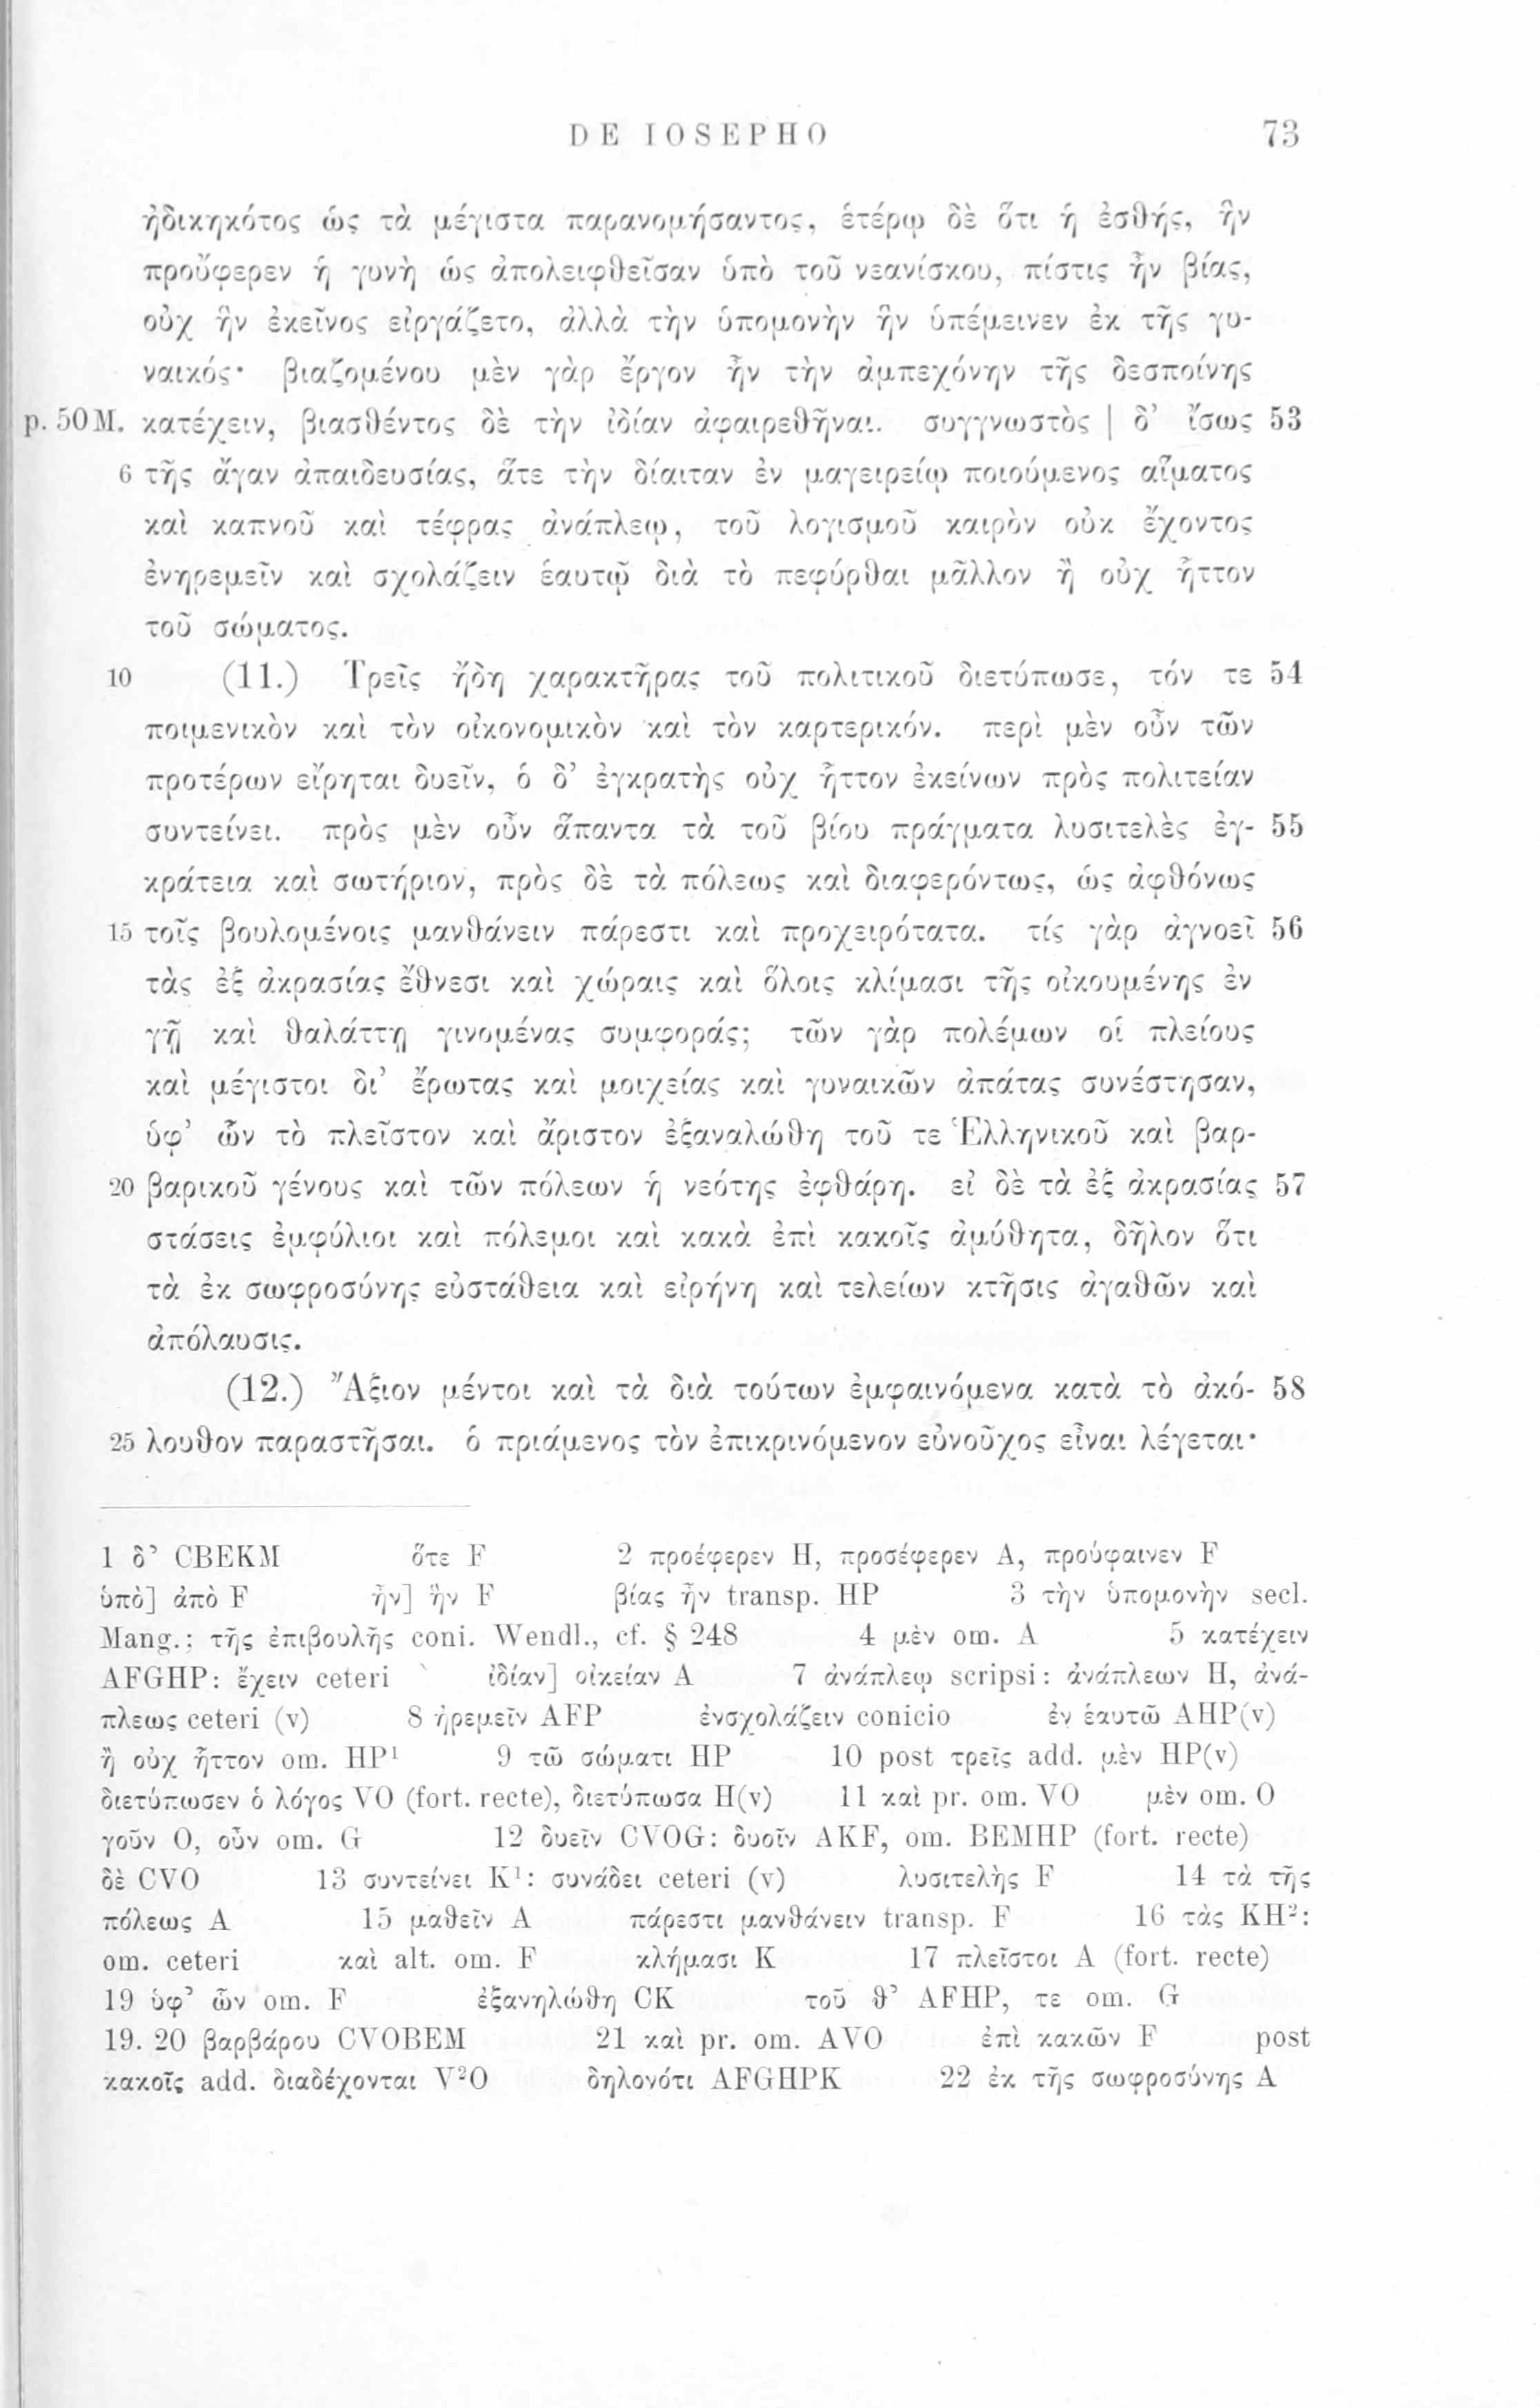 DE IOSEPHO 73
ἠδικηκότος ὡς τὰ μέγιστα παρανομήσαντος, ἑτέρῳ δὲ ὅτι ἡ ἐσθής, ἣν
προὔφερεν ἡ γυνὴ ὡς ἀπολειφθεῖσαν ὑπὸ τοῦ νεανίσκου, πίστις ἦν βίας,
οὐχ ἣν ἐκεῖνος εἰργάζετο, ἀλλὰ τὴν ὑπομονὴν ἣν ὑπέμεινεν ἐκ τῆς γυ-
ναικός· βιαζομένου μὲν γὰρ ἔργον ἦν τὴν ἀμπεχόνην τῆς δεσποίνης
p. 50 M. κατέχειν, βιασθέντος δὲ τὴν ἰδίαν ἀφαιρεθῆναι. συγγνωστὸς | δ’ ἴσως 53
6 τῆς ἄγαν ἀπαιδευσίας, ἅτε τὴν δίαιταν ἐν μαγειρείῳ ποιούμενος αἵματος
καὶ καπνοῦ καὶ τέφρας ἀνάπλεῳ, τοῦ λογισμοῦ καιρὸν οὐκ ἔχοντος
ἐνηρεμεῖν καὶ σχολάζειν ἑαυτῷ διὰ τὸ πεφύρθαι μᾶλλον ἢ οὐχ ἧττον
τοῦ σώματος.
10 (11.) Τρεῖς ἤδη χαρακτῆρας τοῦ πολιτικοῦ διετύπωσε, τόν τε 54
ποιμενικὸν καὶ τὸν οἰκονομικὸν καὶ τὸν καρτερικόν. περὶ μὲν οὖν τῶν
προτέρων εἴρηται δυεῖν, ὁ δ’ ἐγκρατὴς οὐχ ἧττον ἐκείνων πρὸς πολιτείαν
συντείνει. πρὸς μὲν οὖν ἅπαντα τὰ τοῦ βίου πράγματα λυσιτελὲς ἐγ- 55
κράτεια καὶ σωτήριον, πρὸς δὲ τὰ πόλεως καὶ διαφερόντως, ὡς ἀφθόνως
15 τοῖς βουλομένοις μανθάνειν πάρεστι καὶ προχειρότατα. τίς γὰρ ἀγνοεῖ 56
τὰς ἐξ ἀκρασίας ἔθνεσι καὶ χώραις καὶ ὅλοις κλίμασι τῆς οἰκουμένης ἐν
γῇ καὶ θαλάττῃ γινομένας συμφοράς; τῶν γὰρ πολέμων οἱ πλείους
καὶ μέγιστοι δι’ ἔρωτας καὶ μοιχείας καὶ γυναικῶν ἀπάτας συνέστησαν,
ὑφ’ ὧν τὸ πλεῖστον καὶ ἄριστον ἐξαναλώθη τοῦ τε Ἑλληνικοῦ καὶ βαρ-
20 βαρικοῦ γένους καὶ τῶν πόλεων ἡ νεότης ἐφθάρη. εἰ δὲ τὰ ἐξ ἀκρασίας 57
στάσεις ἐμφύλιοι καὶ πόλεμοι καὶ κακὰ ἐπὶ κακοῖς ἀμύθητα, δῆλον ὅτι
τὰ ἐκ σωφροσύνης εὐστάθεια καὶ εἰρήνη καὶ τελείων κτῆσις ἀγαθῶν καὶ
ἀπόλαυσις.
(12.) Ἄξιον μέντοι καὶ τὰ διὰ τούτων ἐμφαινόμενα κατὰ τὸ ἀκό- 58
25 λουθον παραστῆσαι. ὁ πριάμενος τὸν ἐπικρινόμενον εὐνοῦχος εἶναι λέγεται·
1 δ’ CBEKM ὅτε F 2 προέφερεν H, προσέφερεν A, προύφαινεν F
ὑπὸ] ἀπὸ F ἦν] ἣν F βίας ἦν transp. HP 3 τὴν ὑπομονὴν secl.
Mang.; τῆς ἐπιβουλῆς coni. Wendl., cf. § 248 4 μὲν om. A 5 κατέχειν
AFGHP: ἔχειν ceteri ἰδίαν] οἰκείαν A 7 ἀνάπλεῳ scripsi: ἀνάπλεων H, ἀνά-
πλεως ceteri (v) 8 ἠρεμεῖν AFP ἐνσχολάζειν conicio ἐν ἑαυτῶ AHP(v)
ἢ οὐχ ἧττον om. HP¹ 9 τῶ σώματι HP 10 post τρεῖς add. μὲν HP(v)
διετύπωσεν ὁ λόγος VO (fort. recte), διετύπωσα H(v) 11 καὶ pr. om. VO μὲν om. O
γοῦν O, οὖν om. G 12 δυεῖν CVOG: δυοῖν AKF, om. BEMHP (fort. recte)
δὲ CVO 13 συντείνει K¹: συνάδει ceteri (v) λυσιτελὴς F 14 τὰ τῆς
πόλεως A 15 μαθεῖν A πάρεστι μανθάνειν transp. F 16 τὰς KH²:
om. ceteri καὶ alt. om. F κλήμασι K 17 πλεῖστοι A (fort. recte)
19 ὑφ’ ὧν om. F ἐξανηλώθη CK τοῦ θ’ AFHP, τε om. G
19. 20 βαρβάρου CVOBEM 21 καὶ pr. om. AVO ἐπὶ κακῶν F post
κακοῖς add. διαδέχονται V²O δηλονότι AFGHPK 22 ἐκ τῆς σωφροσύνης A